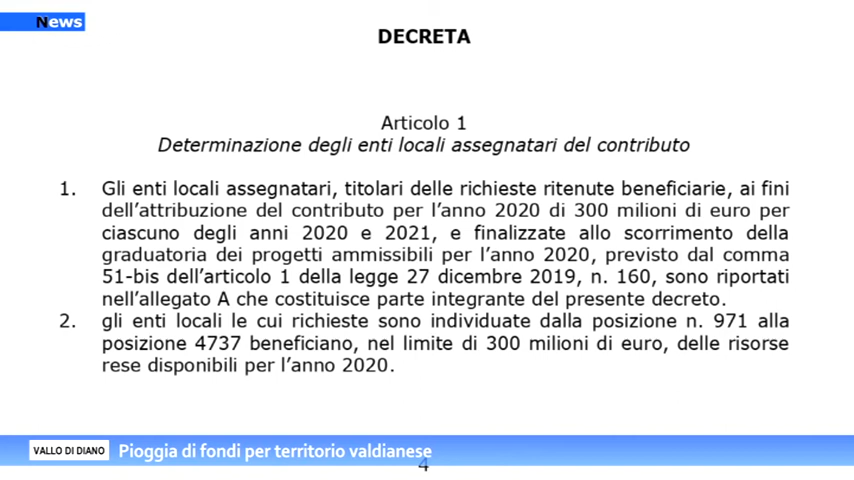 News
DECRETA
Articolo 1
Determinazione degli enti locali assegnatari del contributo
1. Gli enti locali assegnatari, titolari delle richieste ritenute beneficiarie, ai fini
dell’attribuzione del contributo per l’anno 2020 di 300 milioni di euro per
ciascuno degli anni 2020 e 2021, e finalizzate allo scorrimento della
graduatoria dei progetti ammissibili per l’anno 2020, previsto dal comma
51-bis dell’articolo 1 della legge 27 dicembre 2019, n. 160, sono riportati
nell’allegato A che costituisce parte integrante del presente decreto.
2. gli enti locali le cui richieste sono individuate dalla posizione n. 971 alla
posizione 4737 beneficiano, nel limite di 300 milioni di euro, delle risorse
rese disponibili per l’anno 2020.
VALLO DI DIANO Pioggia di fondi per territorio valdianese
4